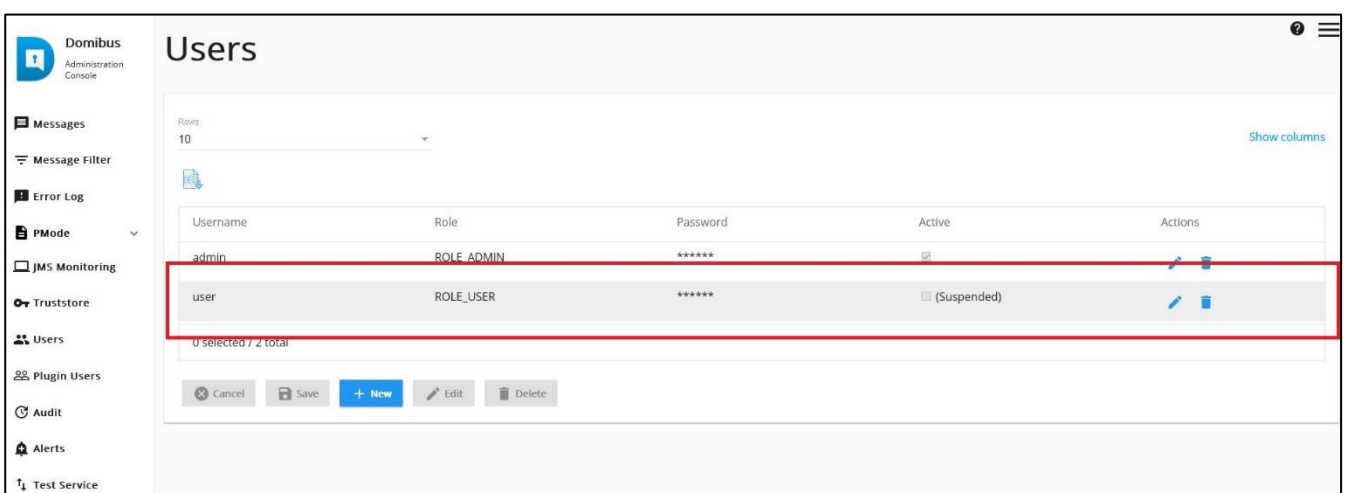 Domibus
Administration
Console
Users
Messages
Message Filter
Error Log
PMode
JMS Monitoring
Truststore
Users
Plugin Users
Audit
Alerts
Test Service
Rows
10
Show columns
Username Role Password Active Actions
admin ROLE_ADMIN ******
user ROLE_USER ****** (Suspended)
0 selected / 2 total
Cancel Save + New Edit Delete